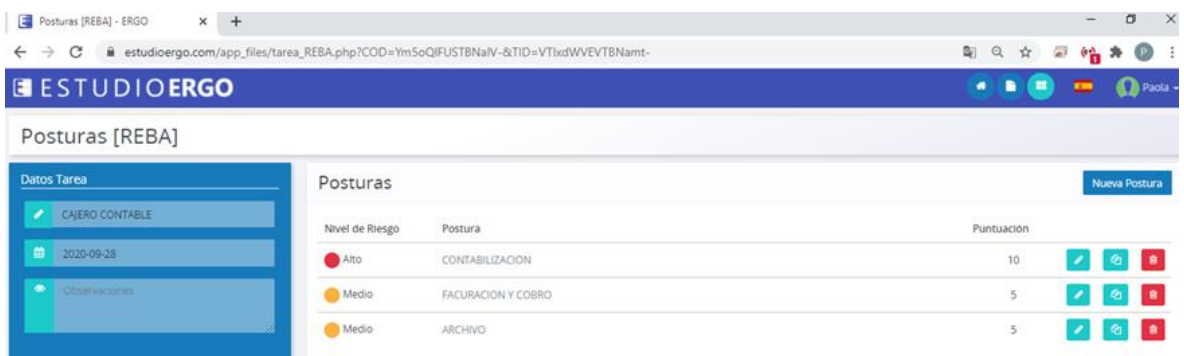 Posturas [REBA] - ERGO
estudioergo.com/app_files/tarea_REBA.php?COD=Ym5oQlFUSTBNalV-&TID=VTlxdWVEVTBNamt-
P
ESTUDIOERGO
Paola
Posturas [REBA]
Datos Tarea
CAJERO CONTABLE
2020-09-28
Observaciones
Posturas
Nueva Postura
Nivel de Riesgo Postura Puntuación
Alto CONTABILIZACION 10
Medio FACURACION Y COBRO 5
Medio ARCHIVO 5